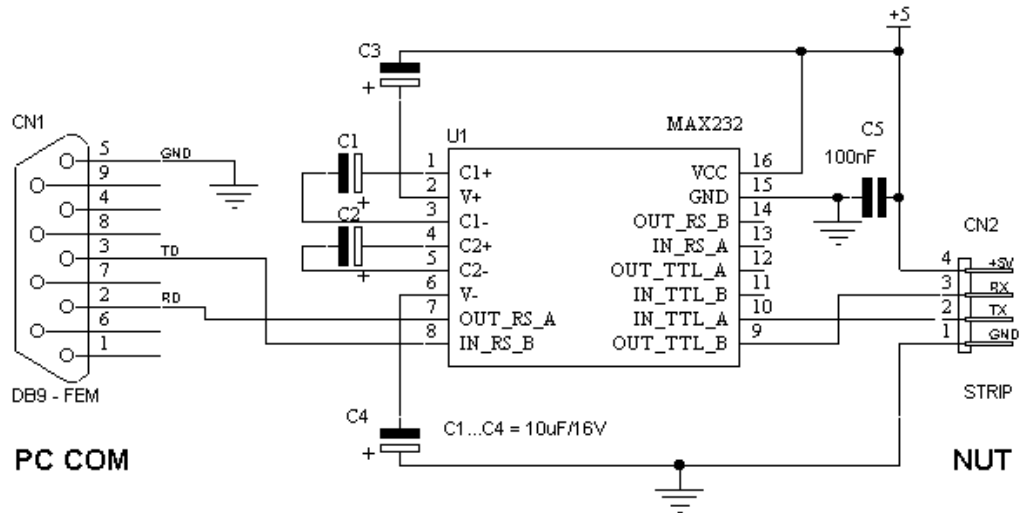 +5
C3
+
CN1
MAX232
U1
C5
100nF
C1
C2
+
+
5
9
4
8
3
7
2
6
1
GND
TD
RD
1 C1+
2 V+
3 C1-
4 C2+
5 C2-
6 V-
7 OUT_RS_A
8 IN_RS_B
VCC 16
GND 15
OUT_RS_B 14
IN_RS_A 13
OUT_TTL_A 12
IN_TTL_B 11
IN_TTL_A 10
OUT_TTL_B 9
CN2
4 +5V
3 RX
2 TX
1 GND
STRIP
DB9 - FEM
C4
+
C1...C4 = 10uF/16V
PC COM
NUT